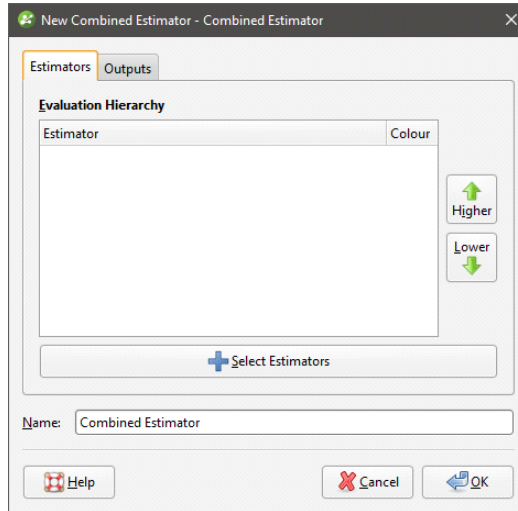 New Combined Estimator - Combined Estimator
Estimators
Outputs
Evaluation Hierarchy
Estimator
Colour
Higher
Lower
Select Estimators
Name: Combined Estimator
Help
Cancel
OK